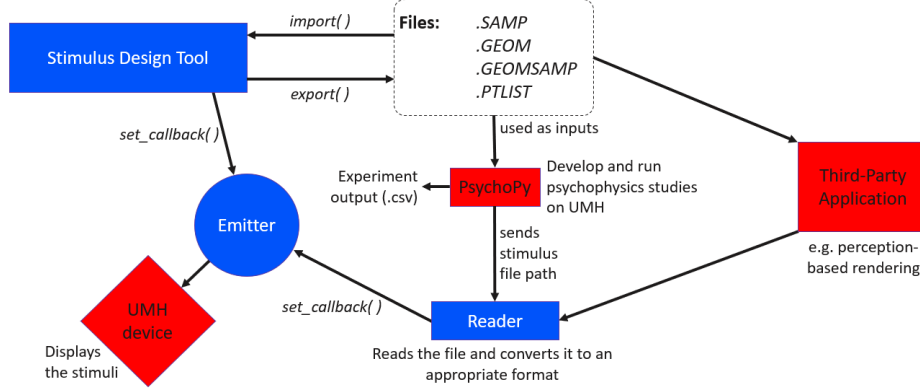 import( )
Files:
.SAMP
.GEOM
.GEOMSAMP
.PTLIST
Stimulus Design Tool
export( )
set_callback( )
used as inputs
Experiment
output (.csv)
PsychoPy
Develop and run
psychophysics studies
on UMH
Third-Party
Application
e.g. perception-
based rendering
Emitter
sends
stimulus
file path
UMH
device
Displays
the stimuli
set_callback( )
Reader
Reads the file and converts it to an
appropriate format